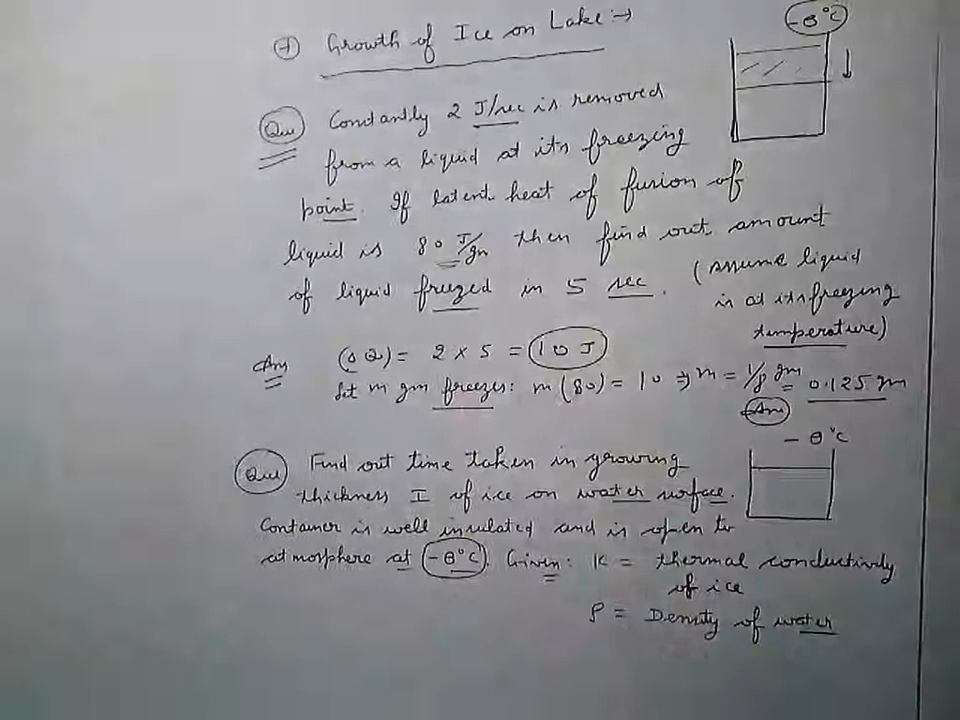 (7) Growth of Ice on Lake:→
-θ°C
Que Constantly 2 J/sec is removed
from a liquid at its freezing
point. If latent heat of fusion of
liquid is 80 J/gm then find out amount
of liquid freezed in 5 sec. (Assume liquid
is at its freezing
temperature)
Ans (ΔQ) = 2 × 5 = 10 J
let m gm freezes: m(80) = 10 ⇒ m = 1/8 gm = 0.125 gm
Ans
-θ°C
Que Find out time taken in growing
thickness I of ice on water surface.
Container is well insulated and is open to
atmosphere at -θ°C. Given: K = thermal conductivity
of ice
ρ = Density of water